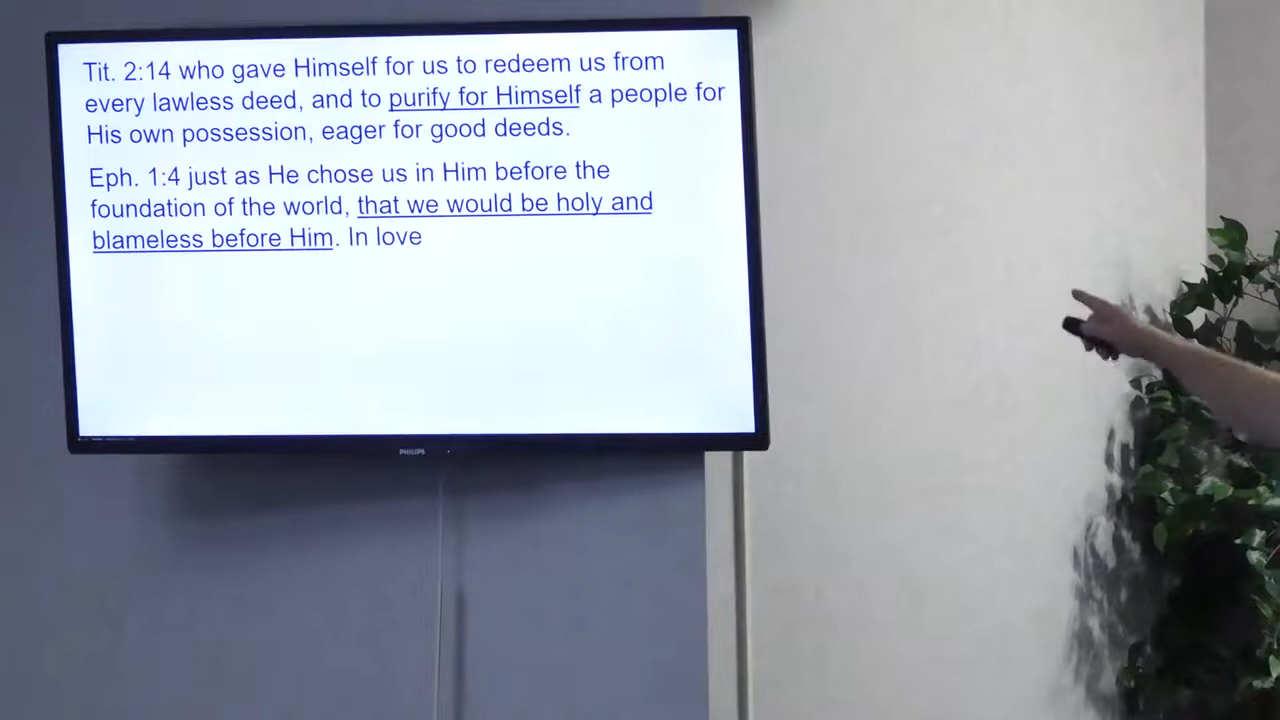 Tit. 2:14 who gave Himself for us to redeem us from
every lawless deed, and to purify for Himself a people for
His own possession, eager for good deeds.
Eph. 1:4 just as He chose us in Him before the
foundation of the world, that we would be holy and
blameless before Him. In love
PHILIPS